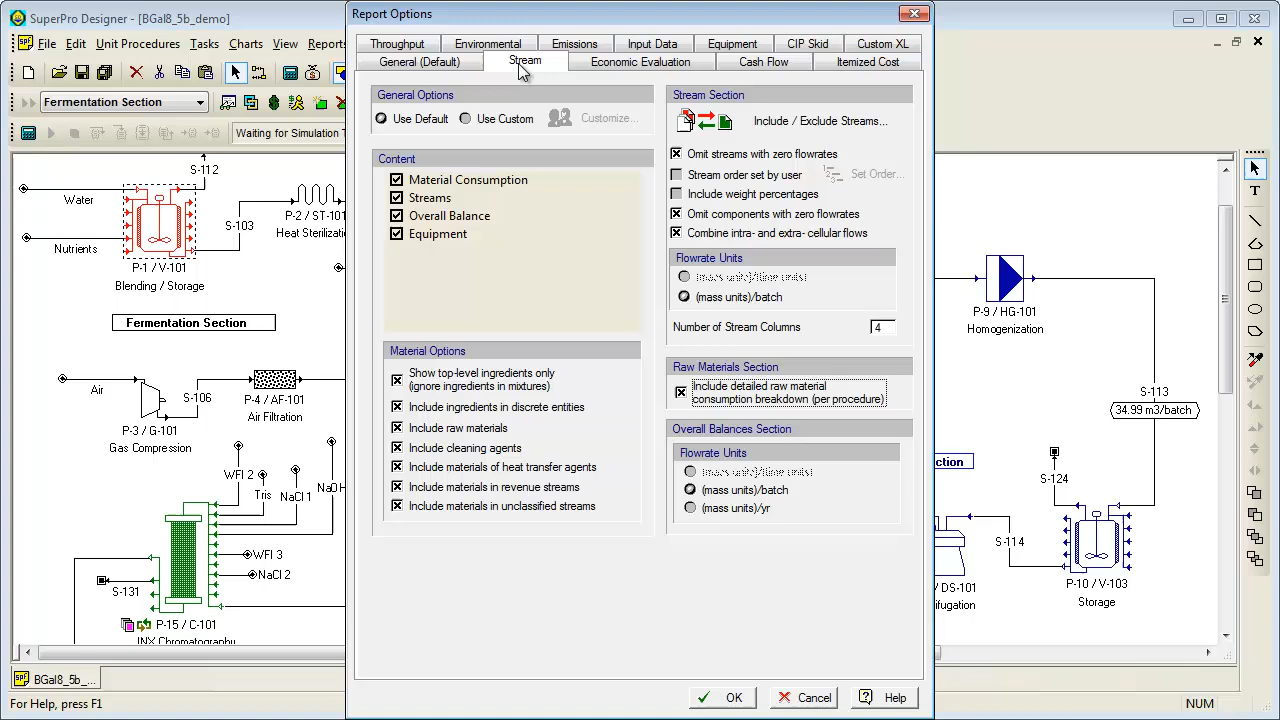 SuperPro Designer - [BGal8_5b_demo]
Report Options
File Edit Unit Procedures Tasks Charts View Reports
Throughput Environmental Emissions Input Data Equipment CIP Skid Custom XL
General (Default) Stream Economic Evaluation Cash Flow Itemized Cost
Fermentation Section
Waiting for Simulation T
General Options
Use Default Use Custom Customize...
Content
Material Consumption
Streams
Overall Balance
Equipment
Material Options
Show top-level ingredients only
(ignore ingredients in mixtures)
Include ingredients in discrete entities
Include raw materials
Include cleaning agents
Include materials of heat transfer agents
Include materials in revenue streams
Include materials in unclassified streams
Stream Section
Include / Exclude Streams...
Omit streams with zero flowrates
Stream order set by user Set Order...
Include weight percentages
Omit components with zero flowrates
Combine intra- and extra- cellular flows
Flowrate Units
(mass units)/(time units)
(mass units)/batch
Number of Stream Columns 4
Raw Materials Section
Include detailed raw material
consumption breakdown (per procedure)
Overall Balances Section
Flowrate Units
(mass units)/(time units)
(mass units)/batch
(mass units)/yr
OK Cancel Help
S-112
Water
P-2 / ST-101
Heat Steriliza
S-103
Nutrients
P-1 / V-101
Blending / Storage
Fermentation Section
Air
S-106
P-4 / AF-101
Air Filtration
P-3 / G-101
Gas Compression
WFI 2
Tris
NaCl 1
NaOH
WFI 3
NaCl 2
S-131
P-15 / C-101
INX Chromatography
P-9 / HG-101
Homogenization
S-113
34.99 m3/batch
ction
S-124
S-114
/ DS-101
ifugation
P-10 / V-103
Storage
BGal8_5b_...
For Help, press F1
NUM